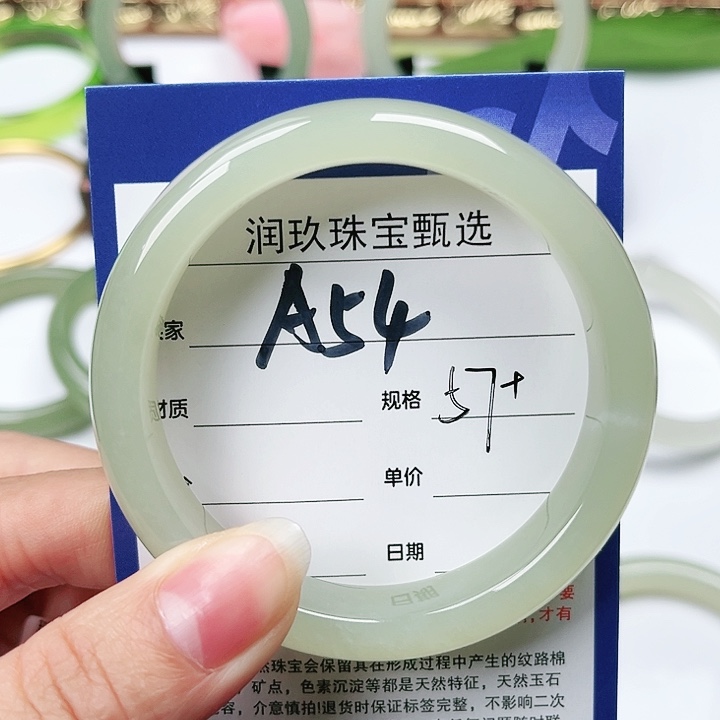 润玖珠宝甄选
A54
家
材质
规格 57+
单价
日期
要
,才有
珠宝会保留其在形成过程中产生的纹路棉
，矿点，色素沉淀等都是天然特征，天然玉石
容，介意慎拍!退货时保证标签完整，不影响二次